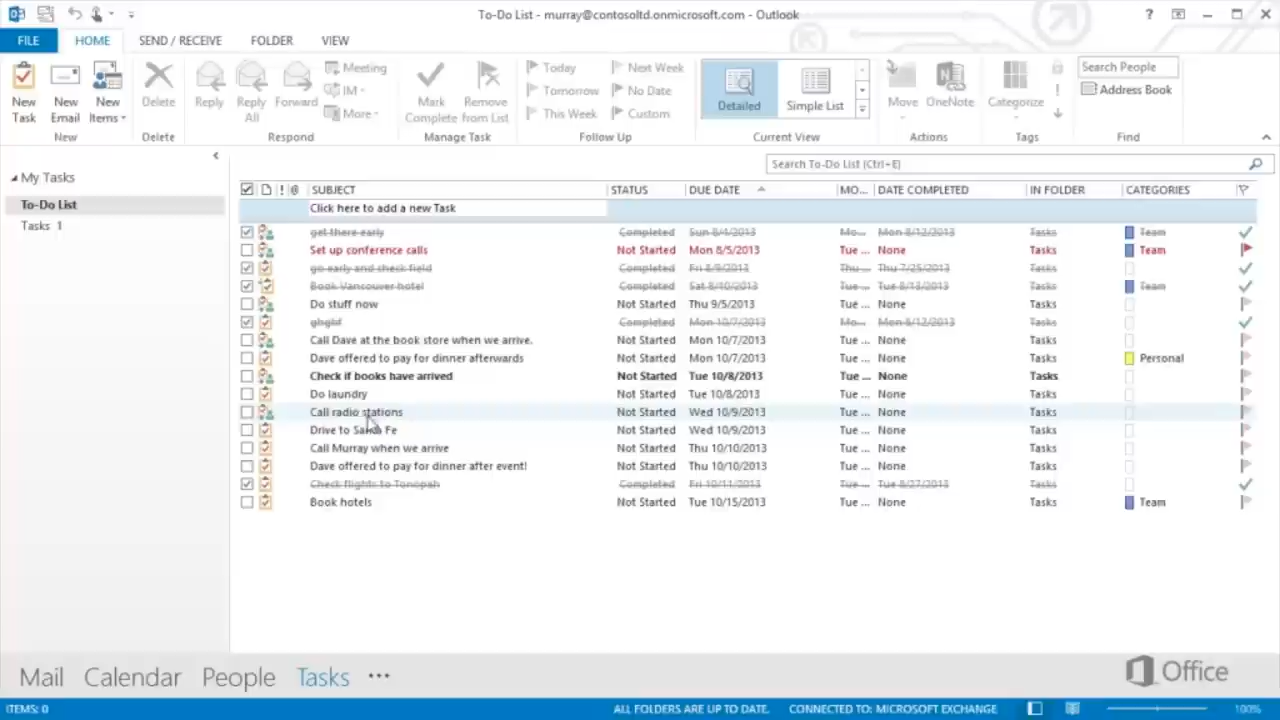 To-Do List - murray@contosoltd.onmicrosoft.com - Outlook
FILE HOME SEND / RECEIVE FOLDER VIEW
New Task
New Email
New Items
New
Delete
Delete
Reply
Reply All
Forward
Meeting
IM
More
Respond
Mark Complete
Remove from List
Manage Task
Today
Tomorrow
This Week
Next Week
No Date
Custom
Follow Up
Detailed
Simple List
Current View
Move
OneNote
Actions
Categorize
Tags
Search People
Address Book
Find
My Tasks
To-Do List
Tasks 1
Search To-Do List (Ctrl+E)
SUBJECT STATUS DUE DATE MO... DATE COMPLETED IN FOLDER CATEGORIES
Click here to add a new Task
get there early Completed Sun 8/4/2013 Mo... Mon 8/12/2013 Tasks Team
Set up conference calls Not Started Mon 8/5/2013 Tue ... None Tasks Team
go early and check field Completed Fri 8/9/2013 Thu ... Thu 7/25/2013 Tasks
Book Vancouver hotel Completed Sat 8/10/2013 Tue ... Tue 8/13/2013 Tasks Team
Do stuff now Not Started Thu 9/5/2013 Tue ... None Tasks
Completed Mon 10/7/2013 Mo... Mon 8/12/2013 Tasks
Call Dave at the book store when we arrive. Not Started Mon 10/7/2013 Tue ... None Tasks
Dave offered to pay for dinner afterwards Not Started Mon 10/7/2013 Tue ... None Tasks Personal
Check if books have arrived Not Started Tue 10/8/2013 Tue ... None Tasks
Do laundry Not Started Tue 10/8/2013 Tue ... None Tasks
Call radio stations Not Started Wed 10/9/2013 Tue ... None Tasks
Drive to Santa Fe Not Started Wed 10/9/2013 Tue ... None Tasks
Call Murray when we arrive Not Started Thu 10/10/2013 Tue ... None Tasks
Dave offered to pay for dinner after event! Not Started Thu 10/10/2013 Tue ... None Tasks
Check flights to Tonopah Completed Fri 10/11/2013 Tue ... Tue 8/27/2013 Tasks
Book hotels Not Started Tue 10/15/2013 Tue ... None Tasks Team
Mail Calendar People Tasks ...
Office
ITEMS: 0 ALL FOLDERS ARE UP TO DATE. CONNECTED TO: MICROSOFT EXCHANGE 100%